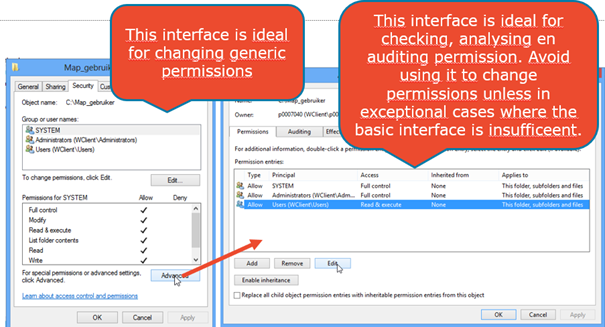 This interface is ideal
for changing generic
permissions
This interface is ideal for
checking, analysing en
auditing permission. Avoid
using it to change
permissions unless in
exceptional cases where the
basic interface is insufficeent.
Map_gebruiker
General Sharing Security
Object name: C:\Map_gebruiker
Group or user names:
SYSTEM
Administrators (WClient\Administrators)
Users (WClient\Users)
To change permissions, click Edit.
Edit...
Permissions for SYSTEM Allow Deny
Full control
Modify
Read & execute
List folder contents
Read
Write
For special permissions or advanced settings,
click Advanced.
Advanced
Learn about access control and permissions
OK Cancel Apply
Name: C:\Map_gebruiker
Owner: p0007040 (WClient\p00
Permissions Auditing
For additional information, double-click a
Permission entries:
Type Principal Access Inherited from Applies to
Allow SYSTEM Full control None This folder, subfolders and files
Allow Administrators (WClient\Adm... Full control None This folder, subfolders and files
Allow Users (WClient\Users) Read & execute None This folder, subfolders and files
Add Remove Edit
Enable inheritance
Replace all child object permission entries with inheritable permission entries from this object
OK Cancel Apply